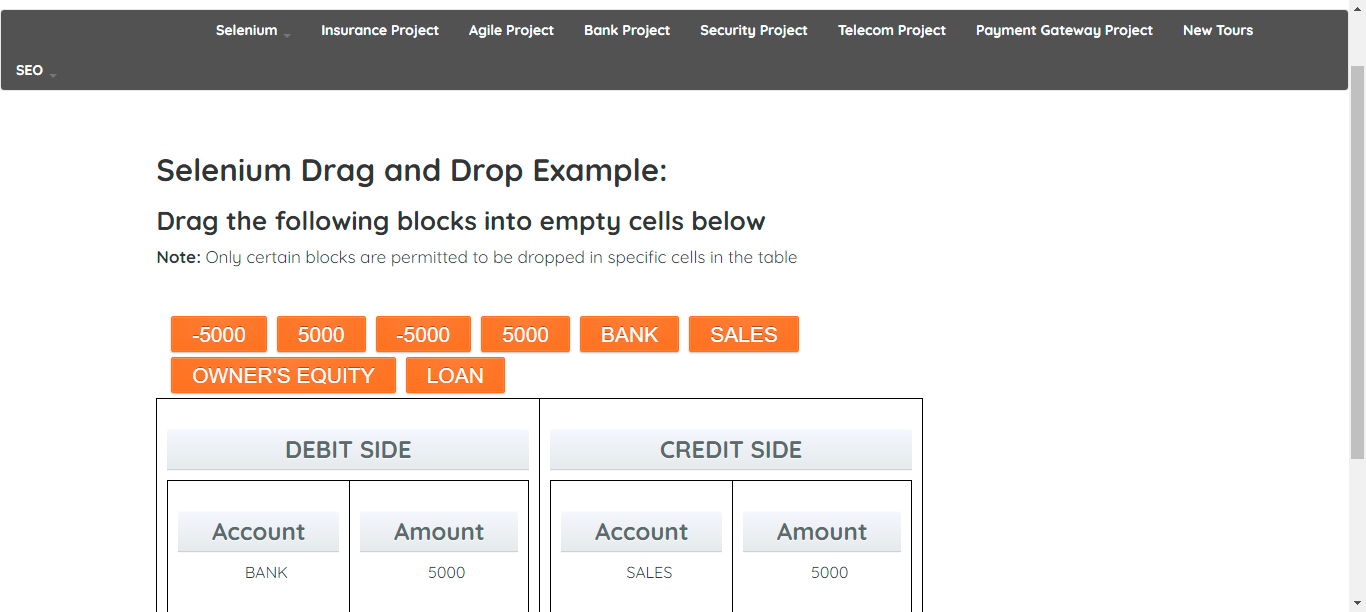 Selenium Insurance Project Agile Project Bank Project Security Project Telecom Project Payment Gateway Project New Tours
SEO
Selenium Drag and Drop Example:
Drag the following blocks into empty cells below
Note: Only certain blocks are permitted to be dropped in specific cells in the table
-5000 5000 -5000 5000 BANK SALES
OWNER'S EQUITY LOAN
DEBIT SIDE CREDIT SIDE
Account Amount Account Amount
BANK 5000 SALES 5000